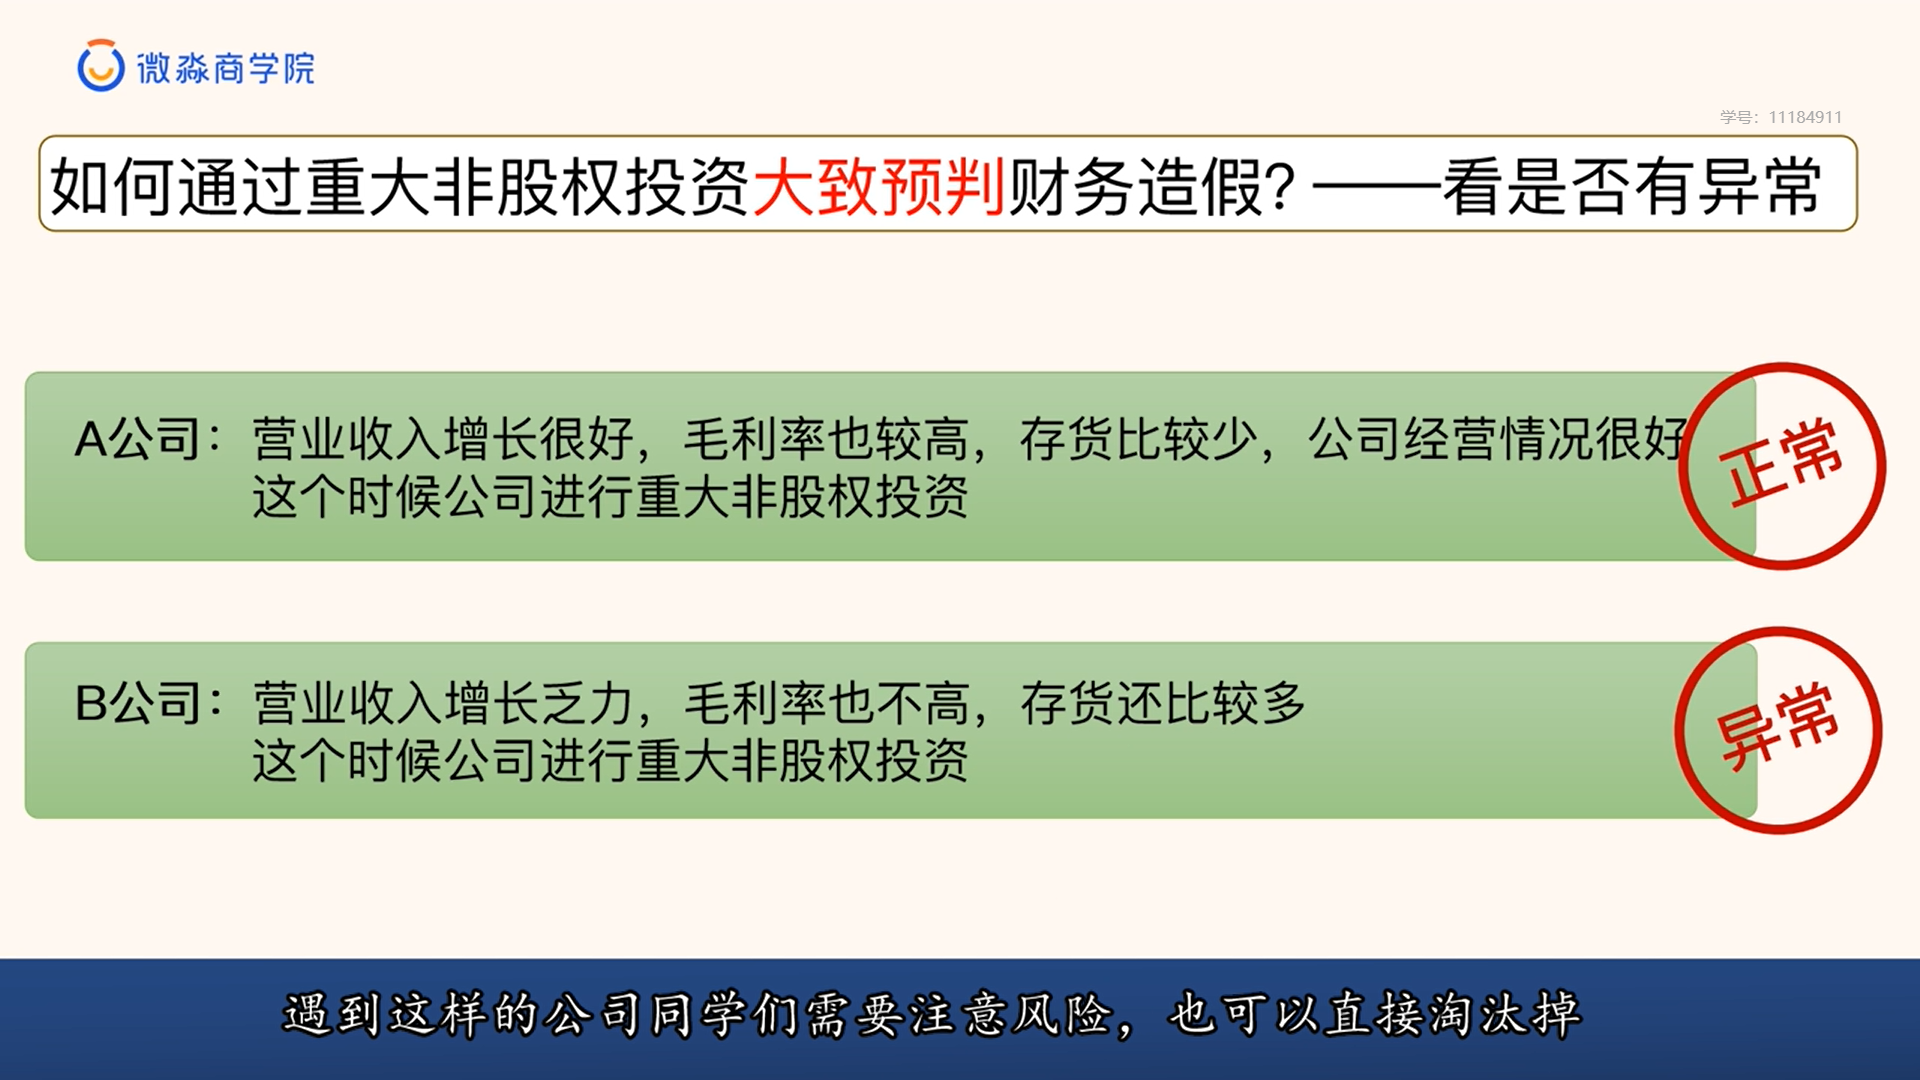 微淼商学院
学号：11184911
如何通过重大非股权投资大致预判财务造假？——看是否有异常
A公司：营业收入增长很好，毛利率也较高，存货比较少，公司经营情况很好
这个时候公司进行重大非股权投资
正常
B公司：营业收入增长乏力，毛利率也不高，存货还比较多
这个时候公司进行重大非股权投资
异常
遇到这样的公司同学们需要注意风险，也可以直接淘汰掉